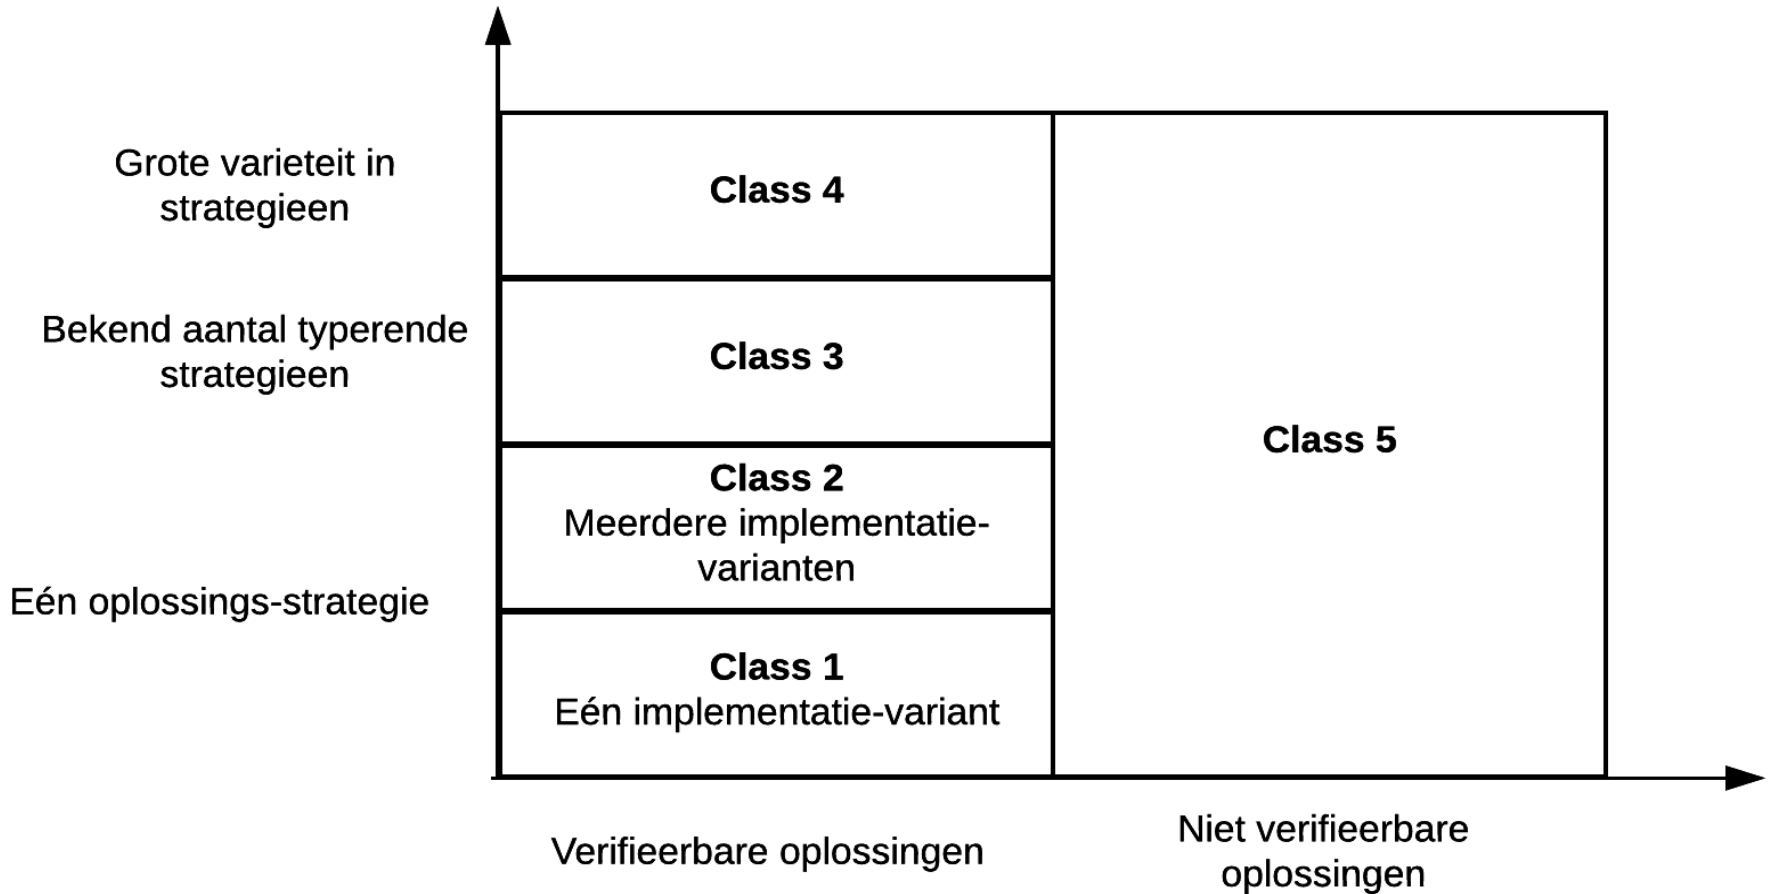 Grote varieteit in
strategieen
Class 4
Bekend aantal typerende
strategieen
Class 3
Class 5
Class 2
Meerdere implementatie-
varianten
Eén oplossings-strategie
Class 1
Eén implementatie-variant
Verifieerbare oplossingen
Niet verifieerbare
oplossingen